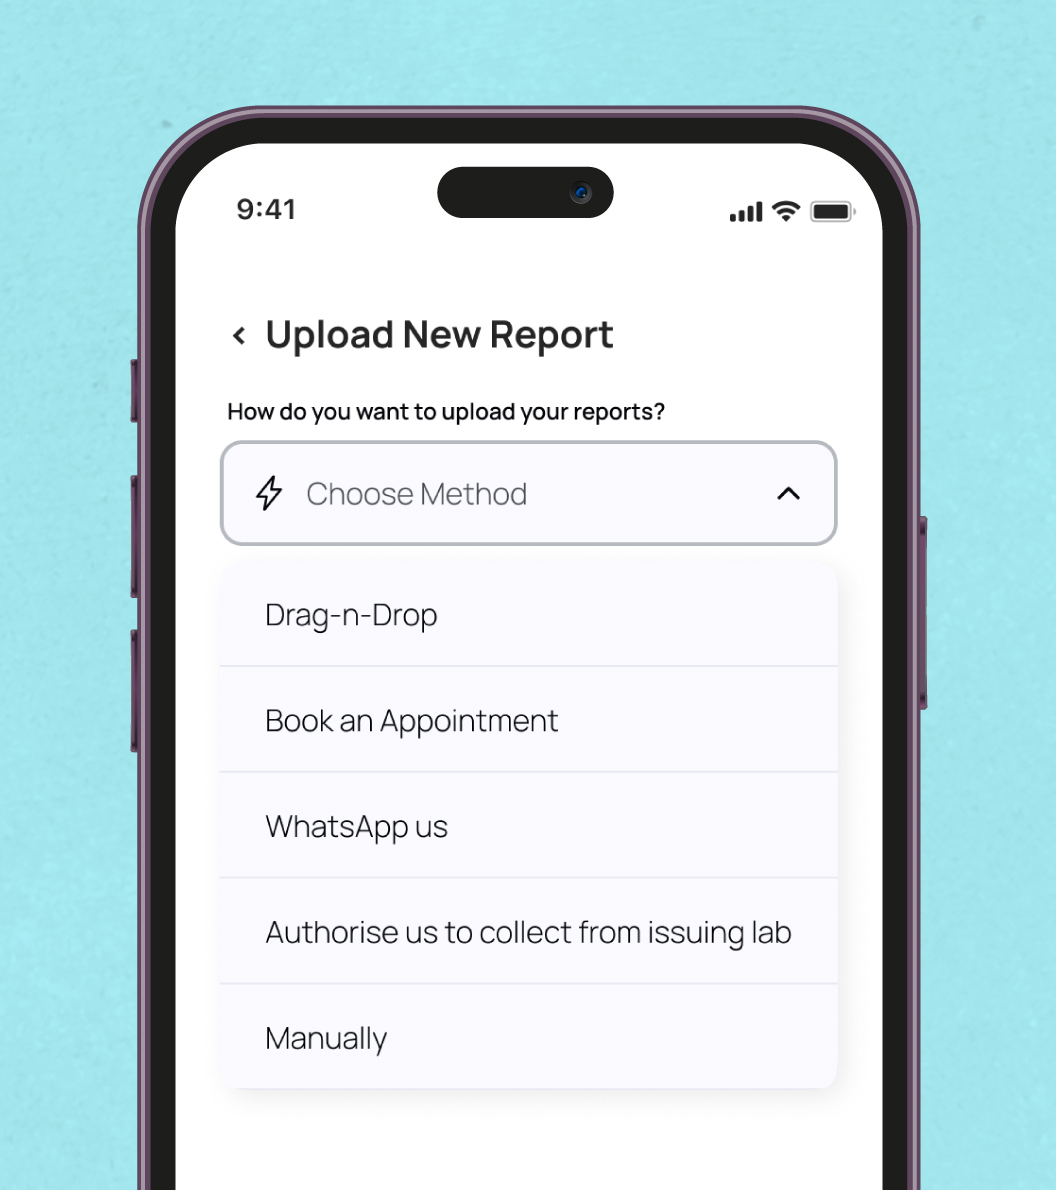 9:41
Upload New Report
How do you want to upload your reports?
Choose Method
Drag-n-Drop
Book an Appointment
WhatsApp us
Authorise us to collect from issuing lab
Manually